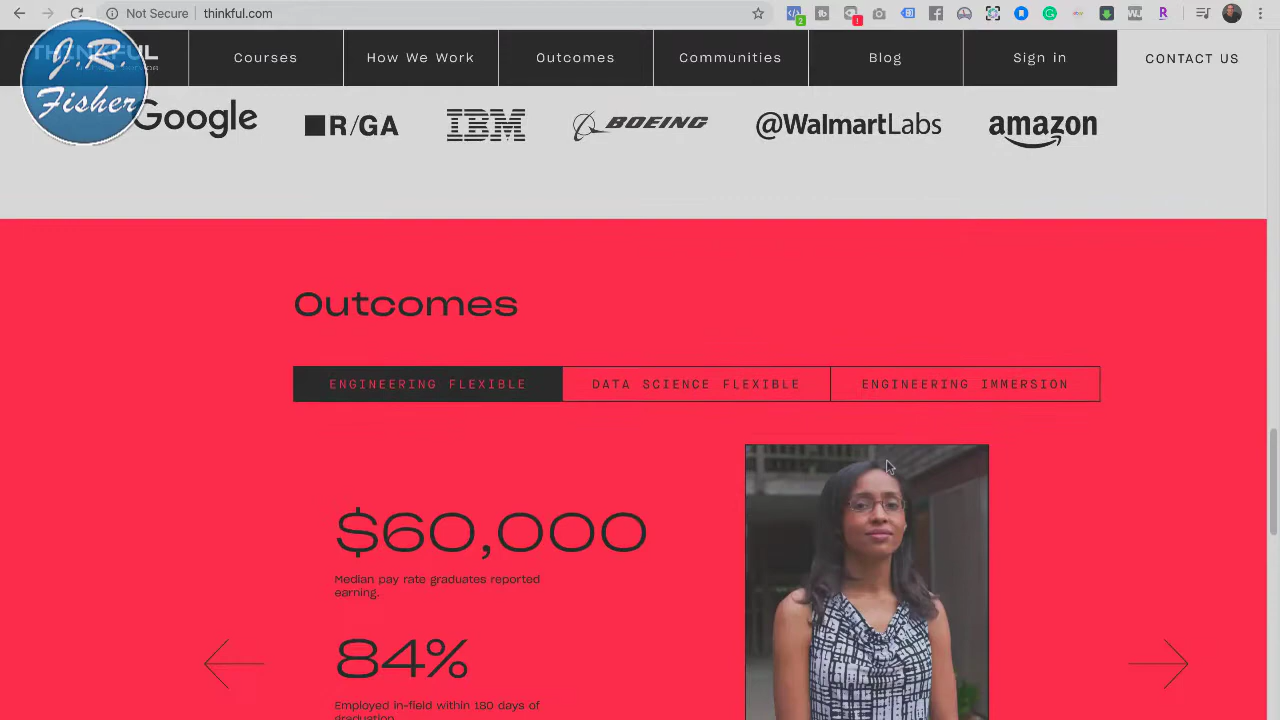 Not Secure thinkful.com
THINKFUL
J.R.
Fisher
Courses
How We Work
Outcomes
Communities
Blog
Sign in
CONTACT US
Google
R/GA
IBM
BOEING
@WalmartLabs
amazon
Outcomes
ENGINEERING FLEXIBLE
DATA SCIENCE FLEXIBLE
ENGINEERING IMMERSION
$60,000
Median pay rate graduates reported
earning.
84%
Employed in-field within 180 days of
graduation